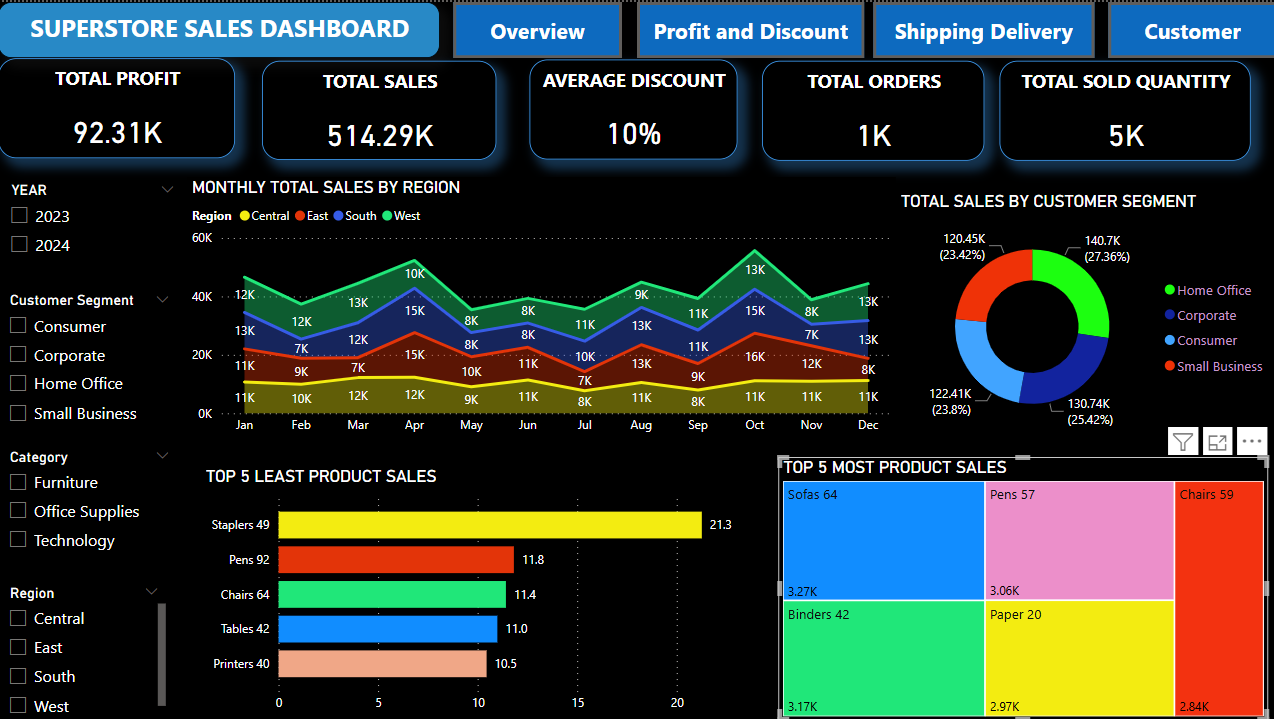 SUPERSTORE SALES DASHBOARD
Overview
Profit and Discount
Shipping Delivery
Customer
TOTAL PROFIT
92.31K
TOTAL SALES
514.29K
AVERAGE DISCOUNT
10%
TOTAL ORDERS
1K
TOTAL SOLD QUANTITY
5K
YEAR
2023
2024
Customer Segment
Consumer
Corporate
Home Office
Small Business
Category
Furniture
Office Supplies
Technology
Region
Central
East
South
West
MONTHLY TOTAL SALES BY REGION
Region Central East South West
60K
40K
20K
0K
12K 12K 13K 10K 8K 8K 11K 9K 11K 13K 8K 13K
13K 7K 12K 15K 8K 8K 10K 13K 11K 15K 7K 13K
11K 9K 7K 15K 10K 11K 7K 13K 9K 16K 12K 8K
11K 10K 12K 12K 9K 11K 8K 11K 8K 11K 11K 11K
Jan Feb Mar Apr May Jun Jul Aug Sep Oct Nov Dec
TOTAL SALES BY CUSTOMER SEGMENT
120.45K
(23.42%)
140.7K
(27.36%)
122.41K
(23.8%)
130.74K
(25.42%)
Home Office
Corporate
Consumer
Small Business
TOP 5 LEAST PRODUCT SALES
Staplers 49 21.3
Pens 92 11.8
Chairs 64 11.4
Tables 42 11.0
Printers 40 10.5
0 5 10 15 20
TOP 5 MOST PRODUCT SALES
Sofas 64
3.27K
Pens 57
3.06K
Chairs 59
2.84K
Binders 42
3.17K
Paper 20
2.97K